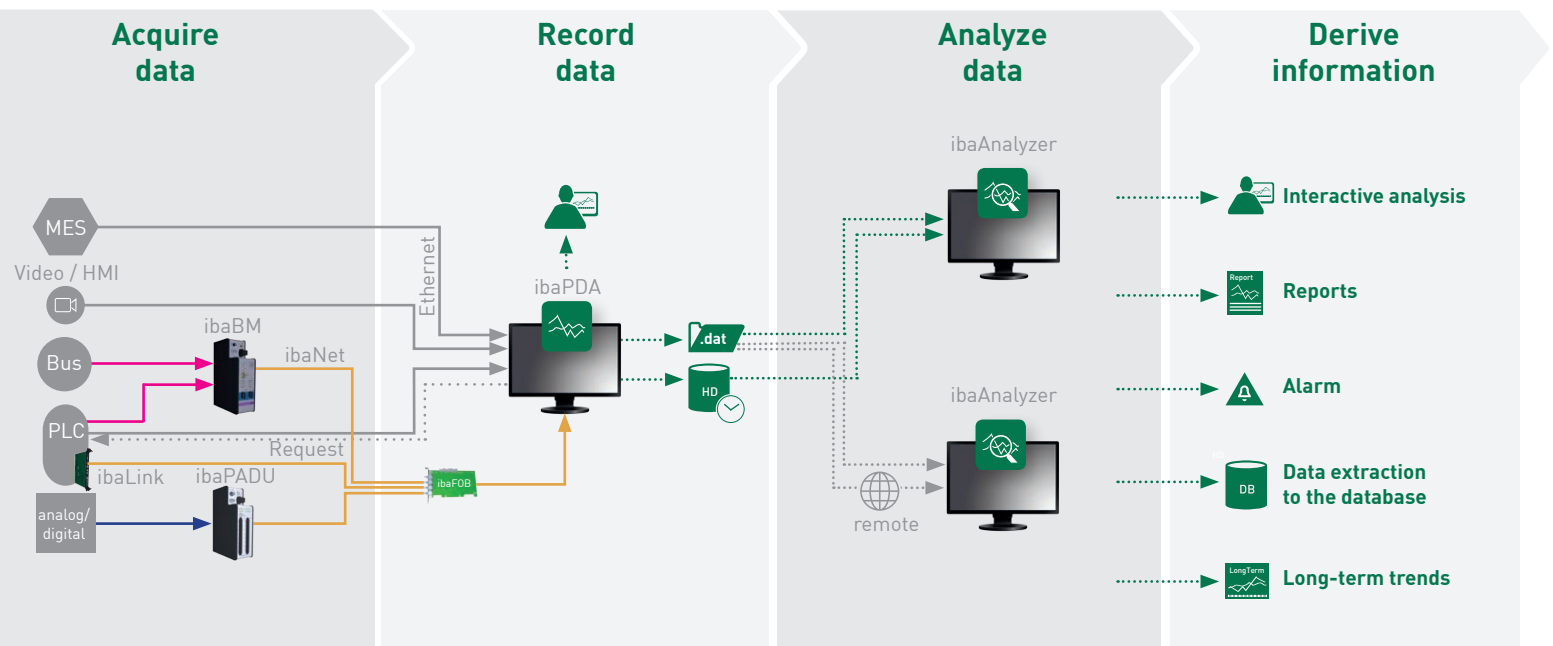 Acquire
data
Record
data
Analyze
data
Derive
information
MES
Video / HMI
Bus
PLC
analog/
digital
ibaBM
ibaNet
Request
ibaLink
ibaPADU
Ethernet
ibaFOB
ibaPDA
.dat
HD
ibaAnalyzer
ibaAnalyzer
remote
Interactive analysis
Report
Reports
Alarm
DB
Data extraction
to the database
LongTerm
Long-term trends